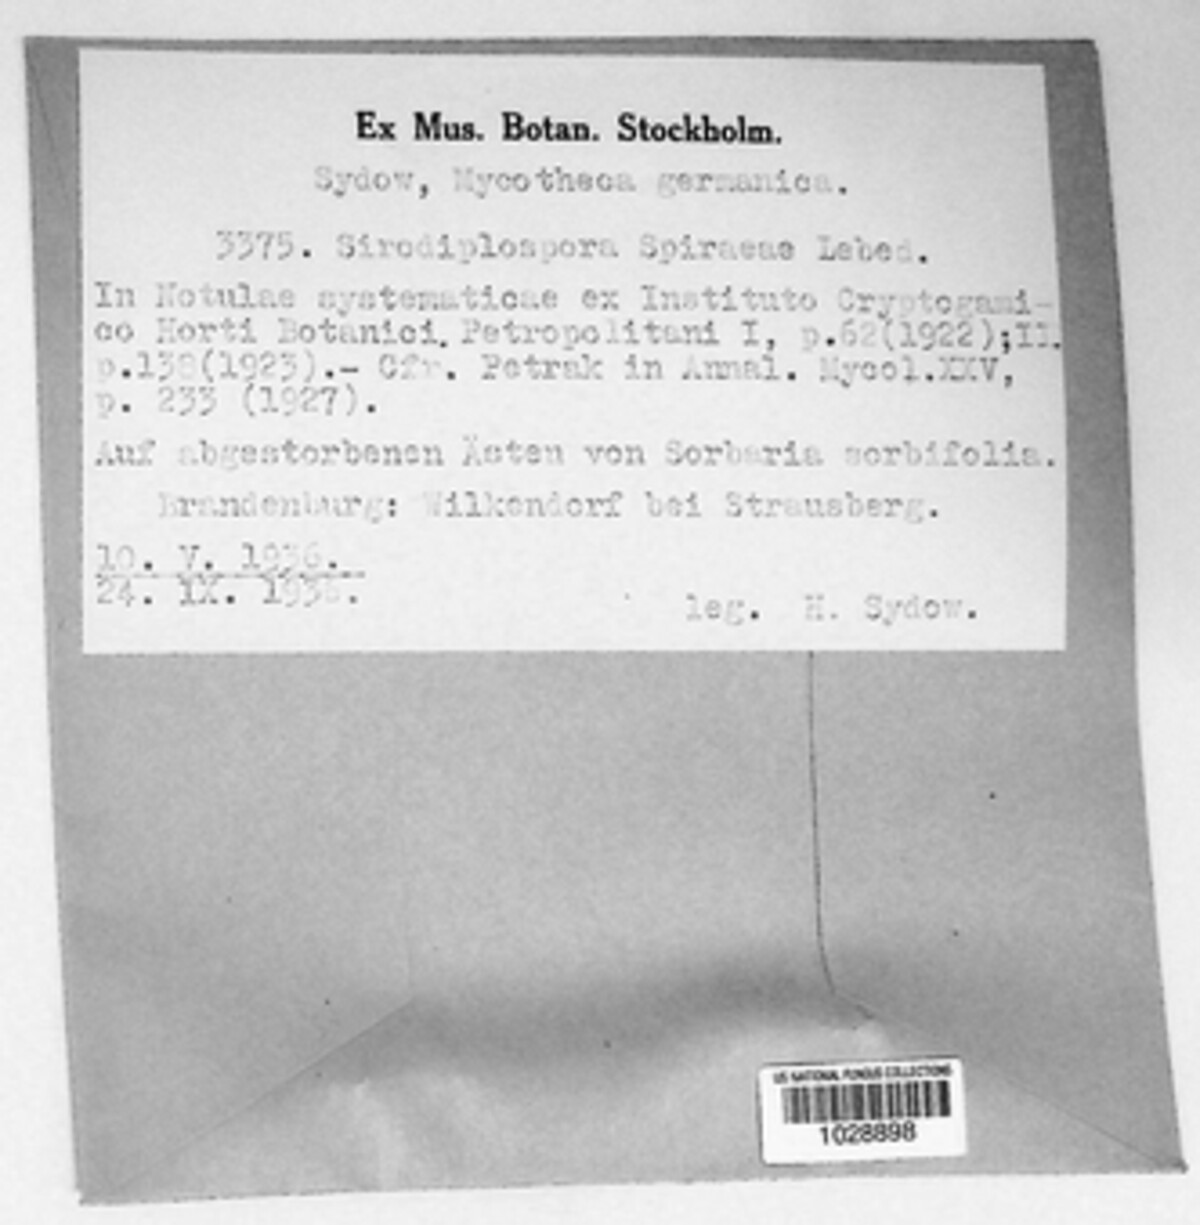 Ex Mus. Botan. Stockholm.
Sydow, Mycotheca germanica.
3375. Sirodiplospora Spiraeae Lebed.
In Notulae systematicae ex Instituto Cryptogami-
co Horti Botanici. Petropolitani I, p.62(1922);II.
p.138(1923).- Cfr. Petrak in Annal. Mycol.XXV,
p. 233 (1927).
Auf abgestorbenen Ästen von Sorbaria sorbifolia.
Brandenburg: Wilkendorf bei Strausberg.
10. V. 1936.
24. IX.
leg. H. Sydow.
US NATIONAL FUNGUS COLLECTIONS
1028898